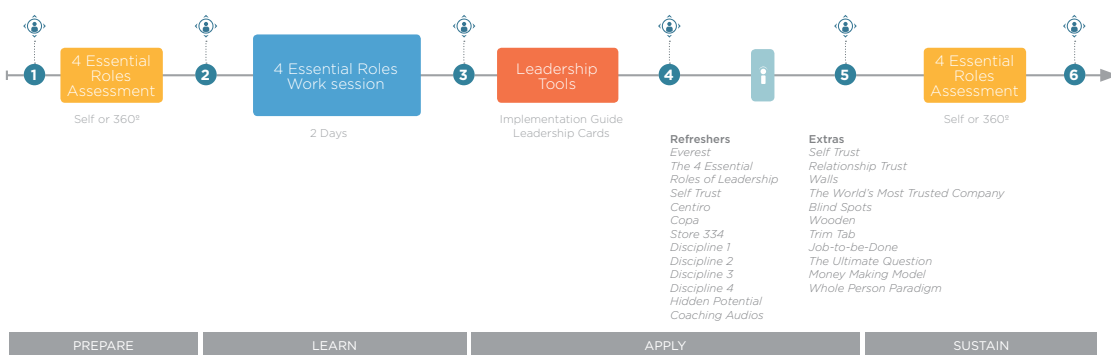 1
4 Essential
Roles
Assessment
Self or 360º
2
4 Essential Roles
Work session
2 Days
3
Leadership
Tools
Implementation Guide
Leadership Cards
4
5
4 Essential
Roles
Assessment
Self or 360º
6
Refreshers
Everest
The 4 Essential
Roles of Leadership
Self Trust
Centiro
Copa
Store 334
Discipline 1
Discipline 2
Discipline 3
Discipline 4
Hidden Potential
Coaching Audios
Extras
Self Trust
Relationship Trust
Walls
The World's Most Trusted Company
Blind Spots
Wooden
Trim Tab
Job-to-be-Done
The Ultimate Question
Money Making Model
Whole Person Paradigm
PREPARE
LEARN
APPLY
SUSTAIN